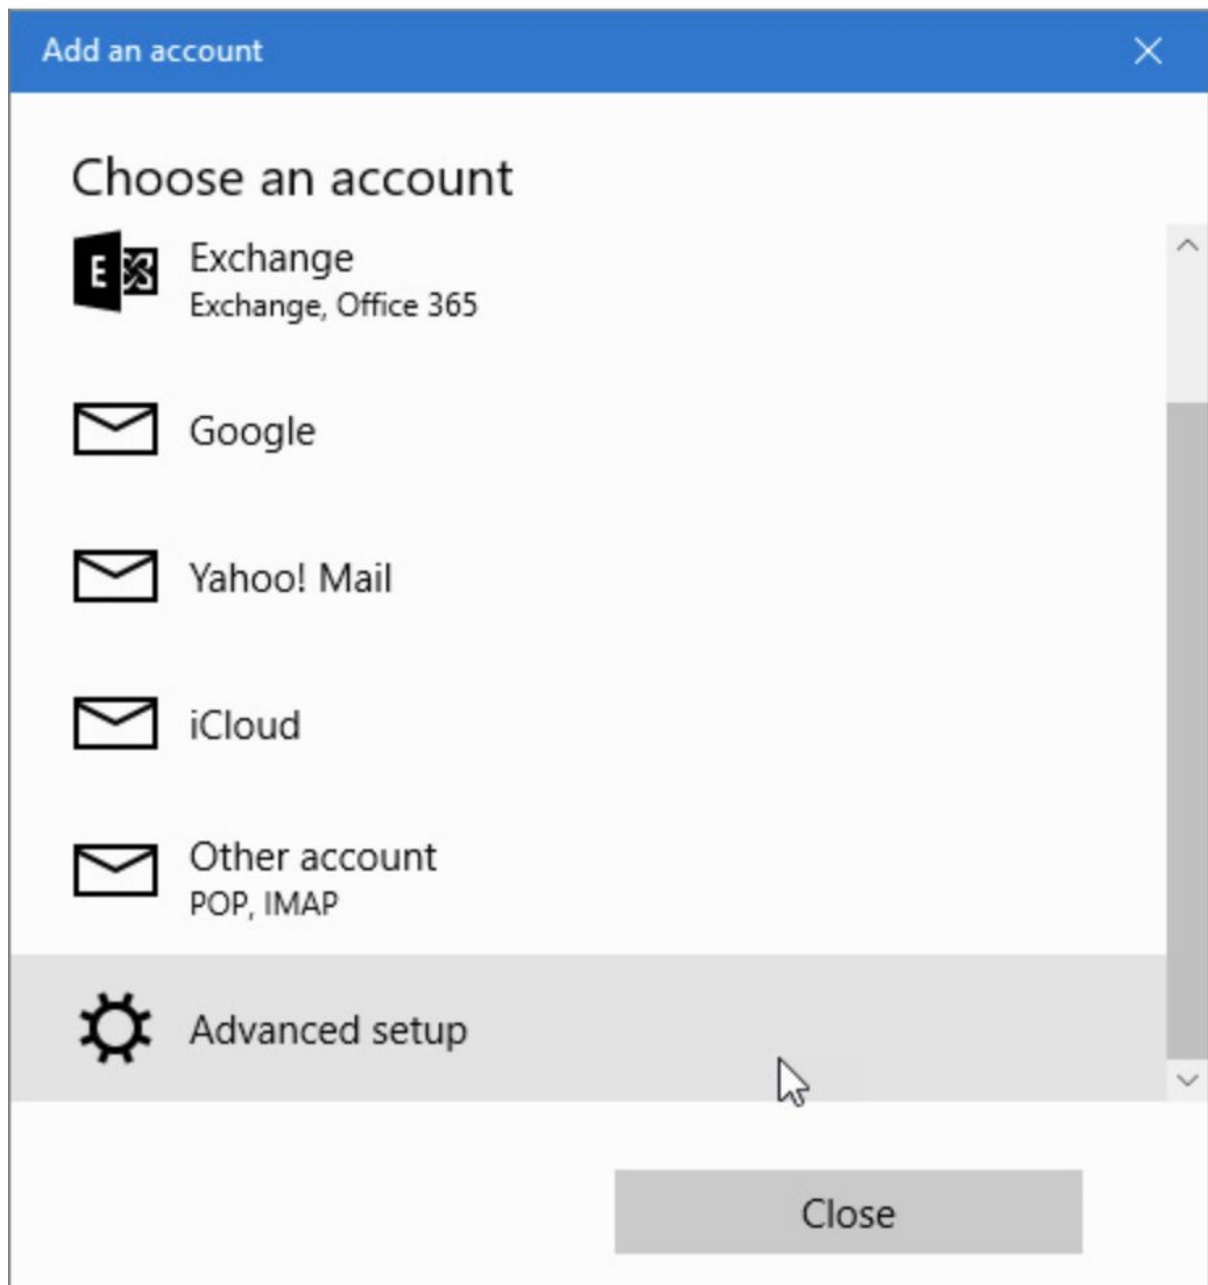 Add an account
Choose an account
E
Exchange
Exchange, Office 365
Google
Yahoo! Mail
iCloud
Other account
POP, IMAP
Advanced setup
Close